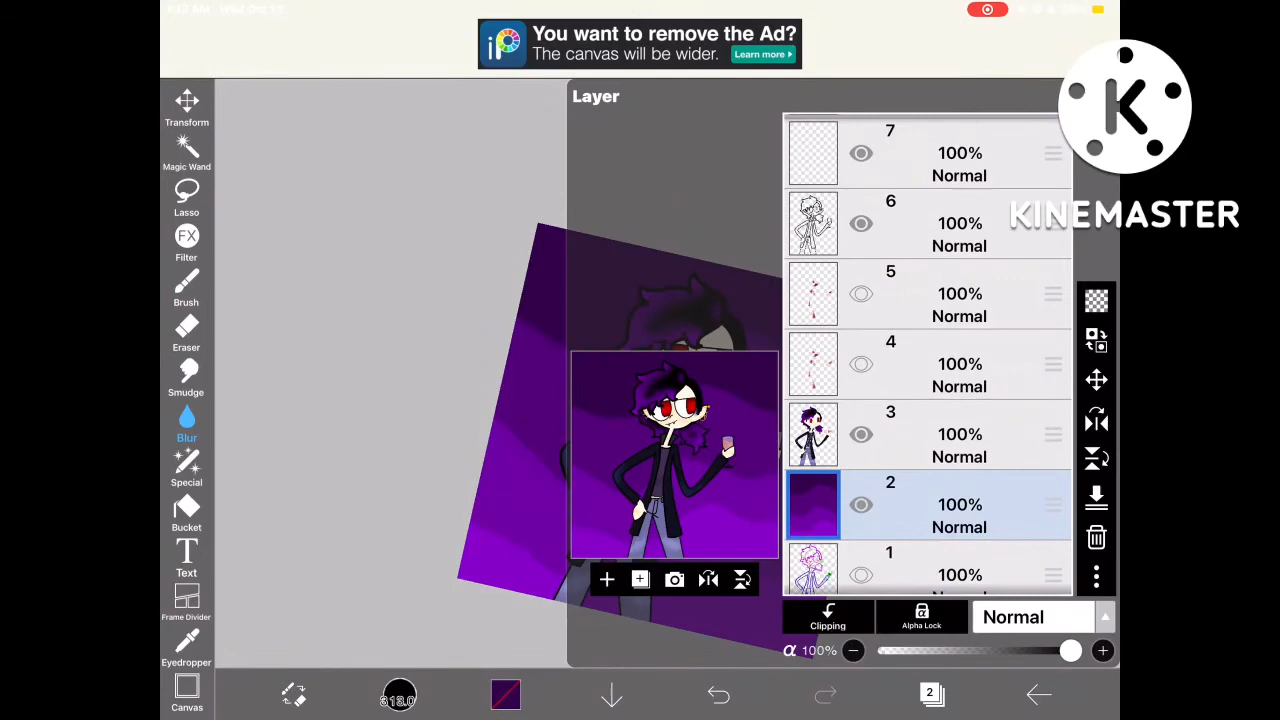 You want to remove the Ad?
The canvas will be wider.
Learn more
Layer
Transform
Magic Wand
Lasso
FX
Filter
Brush
Eraser
Smudge
Blur
Special
Bucket
T
Text
Frame Divider
Eyedropper
Canvas
7
100%
Normal
6
100%
Normal
5
100%
Normal
4
100%
Normal
3
100%
Normal
2
100%
Normal
1
100%
K
KINEMASTER
Clipping
Alpha Lock
Normal
α 100%
313.0
2